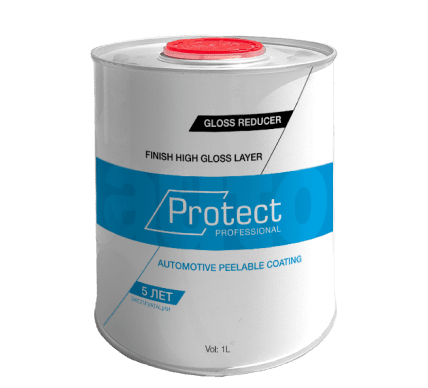 GLOSS REDUCER
FINISH HIGH GLOSS LAYER
Protect
PROFESSIONAL
AUTOMOTIVE PEELABLE COATING
5 ЛЕТ
ЭКСПЛУАТАЦИИ
Vol: 1L